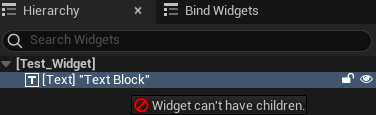 Hierarchy Bind Widgets
Search Widgets
[Test_Widget]
[Text] "Text Block"
Widget can't have children.